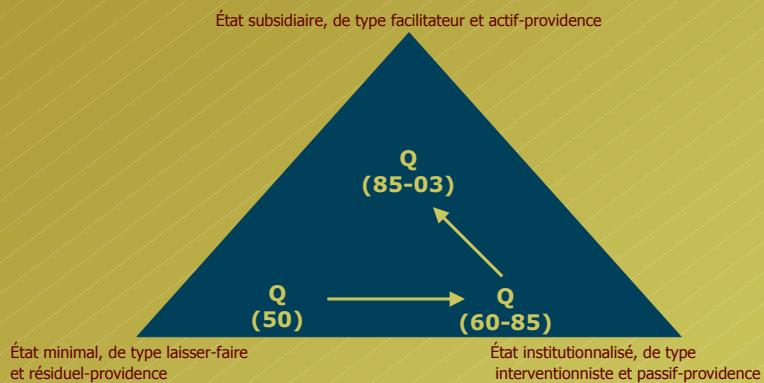 État subsidiaire, de type facilitateur et actif-providence
Q
(85-03)
Q
(50)
Q
(60-85)
État minimal, de type laisser-faire
et résiduel-providence
État institutionnalisé, de type
interventionniste et passif-providence